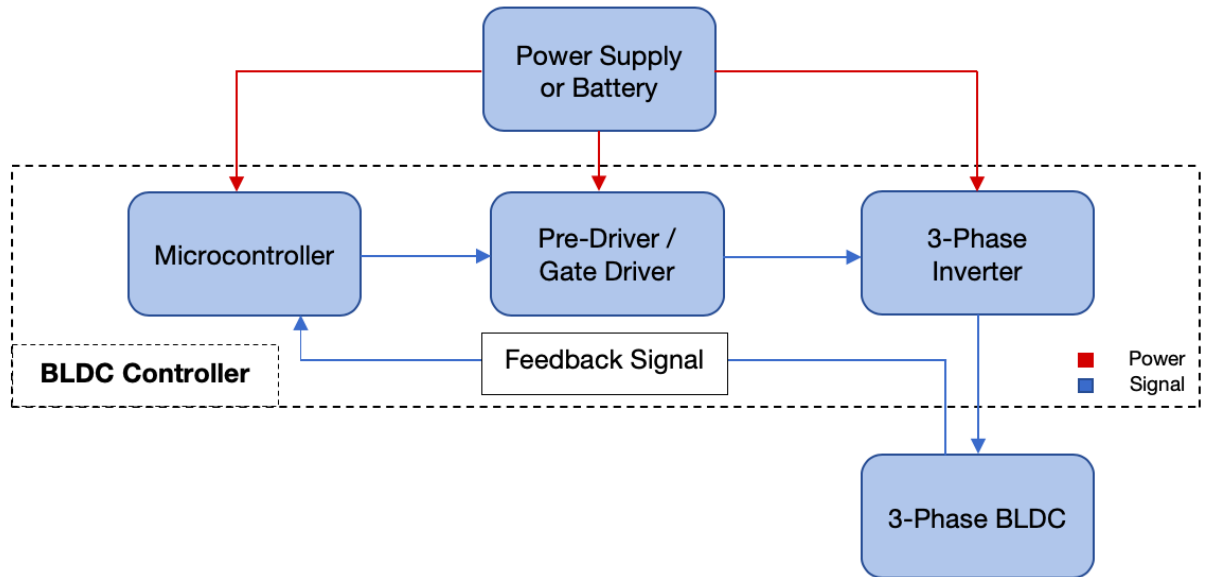 Power Supply
or Battery
Microcontroller
Pre-Driver /
Gate Driver
3-Phase
Inverter
Feedback Signal
BLDC Controller
Power
Signal
3-Phase BLDC